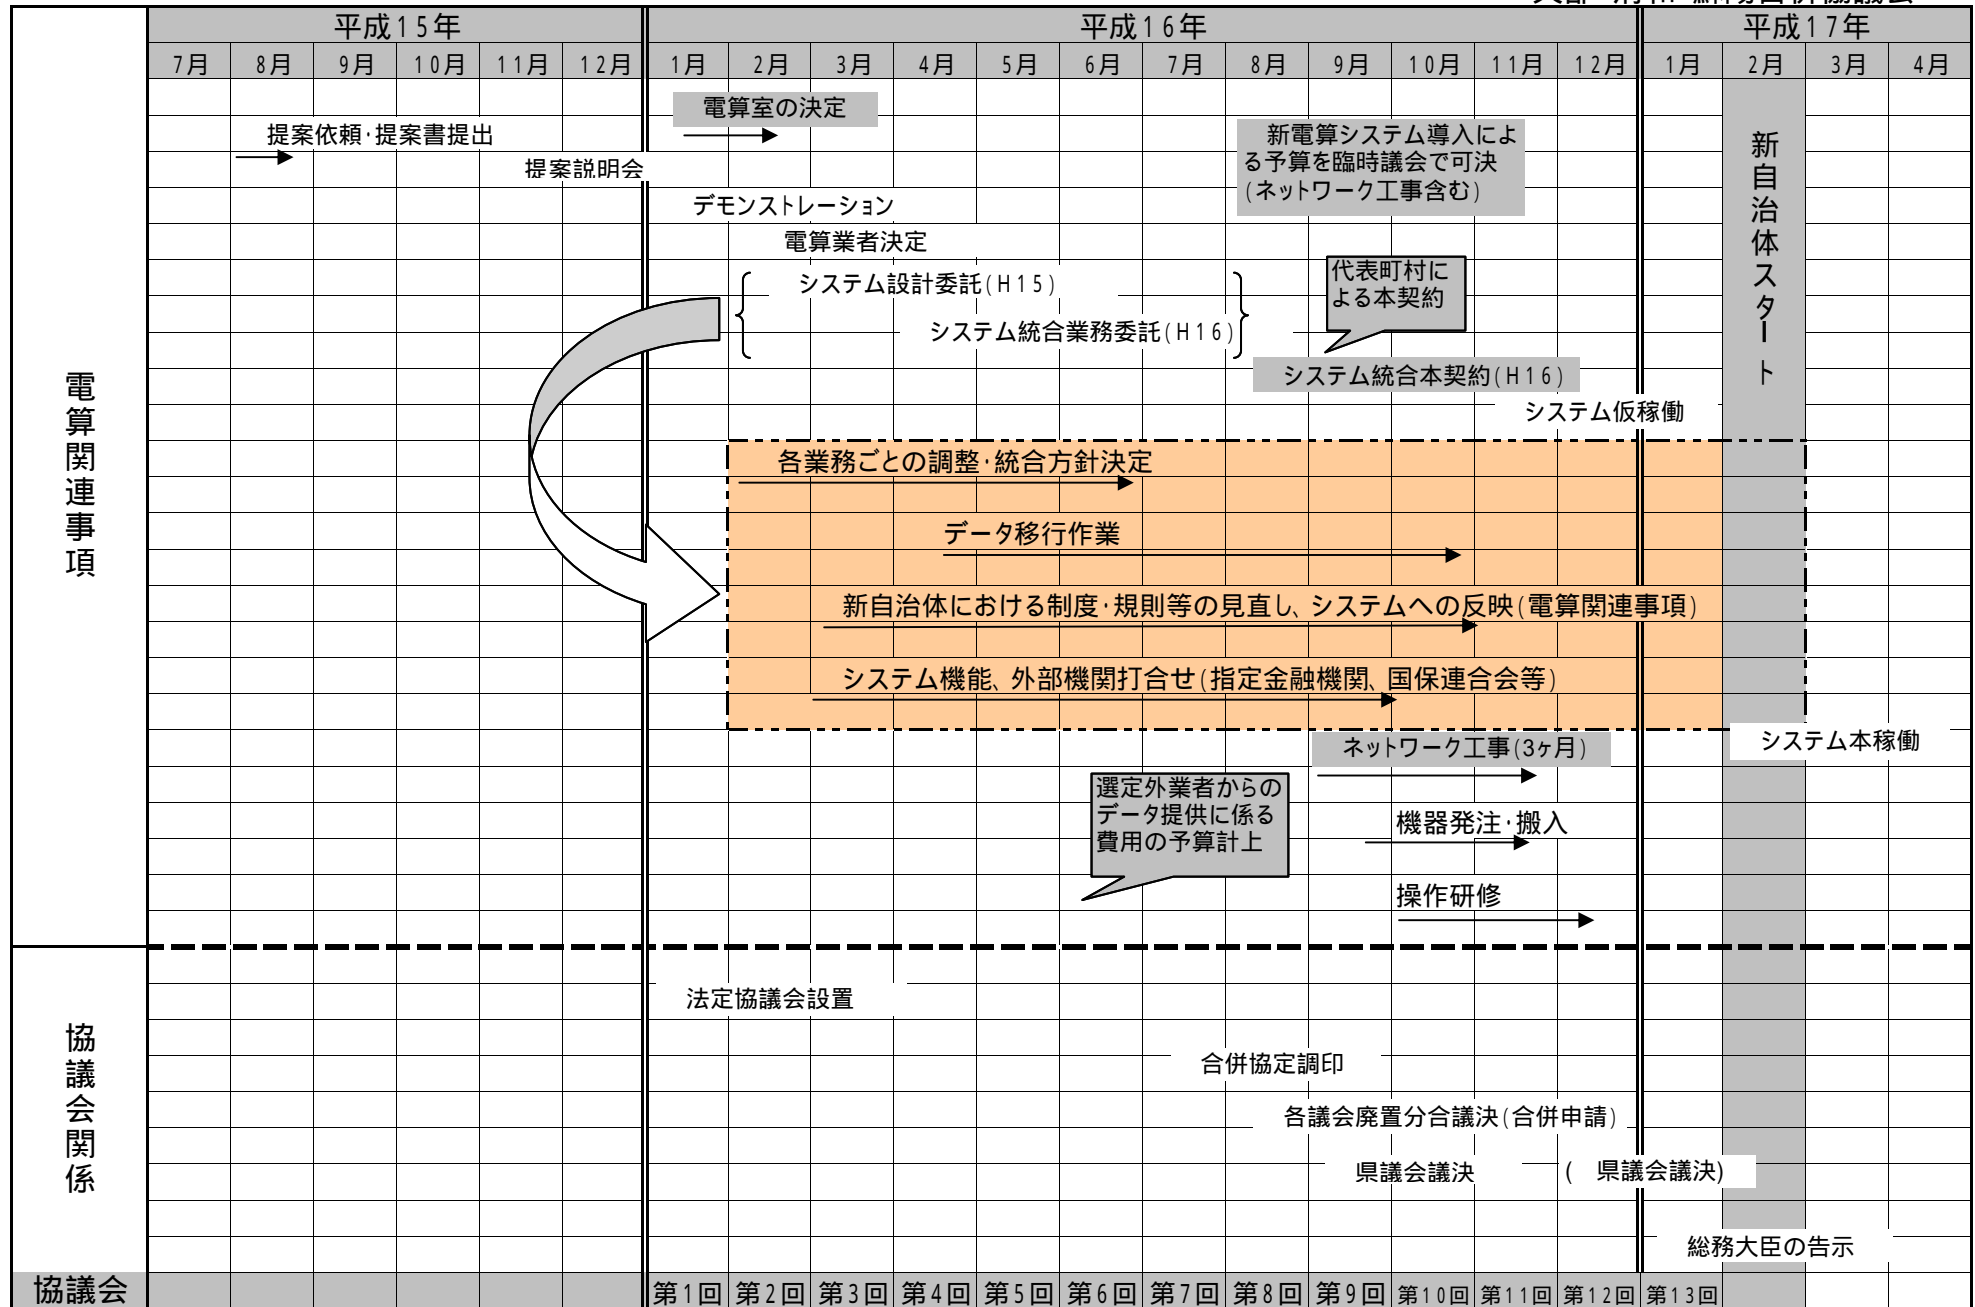 平成15年 平成16年 平成17年
7月 8月 9月 10月 11月 12月 1月 2月 3月 4月 5月 6月 7月 8月 9月 10月 11月 12月 1月 2月 3月 4月
電算関連事項
電算室の決定
提案依頼・提案書提出
提案説明会
新電算システム導入によ
る予算を臨時議会で可決
(ネットワーク工事含む)
新自治体スタート
デモンストレーション
電算業者決定
システム設計委託(H15)
システム統合業務委託(H16)
代表町村に
よる本契約
システム統合本契約(H16)
システム仮稼働
各業務ごとの調整・統合方針決定
データ移行作業
新自治体における制度・規則等の見直し、システムへの反映(電算関連事項)
システム機能、外部機関打合せ(指定金融機関、国保連合会等)
システム本稼働
ネットワーク工事(3ヶ月)
選定外業者からの
データ提供に係る
費用の予算計上
機器発注・搬入
操作研修
協議会関係
法定協議会設置
合併協定調印
各議会廃置分合議決(合併申請)
県議会議決 ( 県議会議決)
総務大臣の告示
協議会 第1回 第2回 第3回 第4回 第5回 第6回 第7回 第8回 第9回 第10回 第11回 第12回 第13回